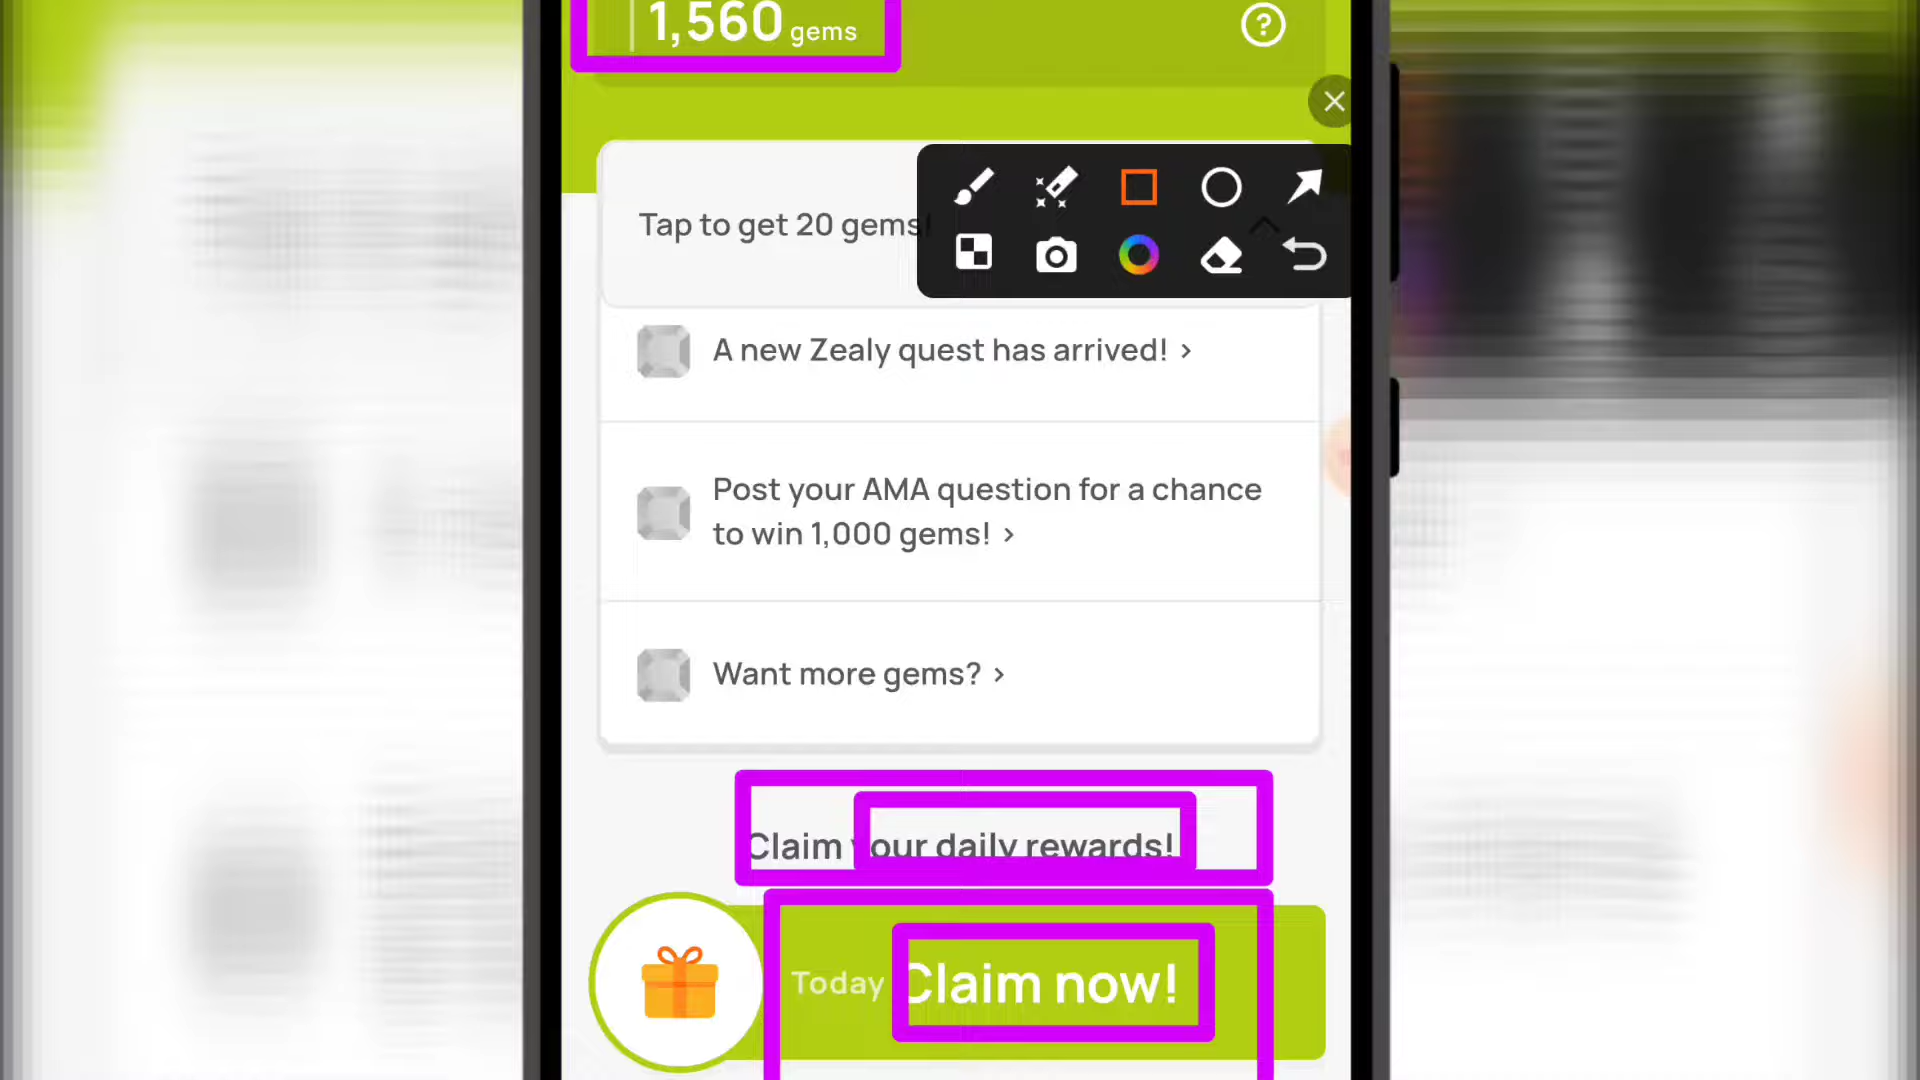 1,560 gems
?
Tap to get 20 gems!
A new Zealy quest has arrived! >
Post your AMA question for a chance
to win 1,000 gems! >
Want more gems? >
Claim your daily rewards!
Today Claim now!